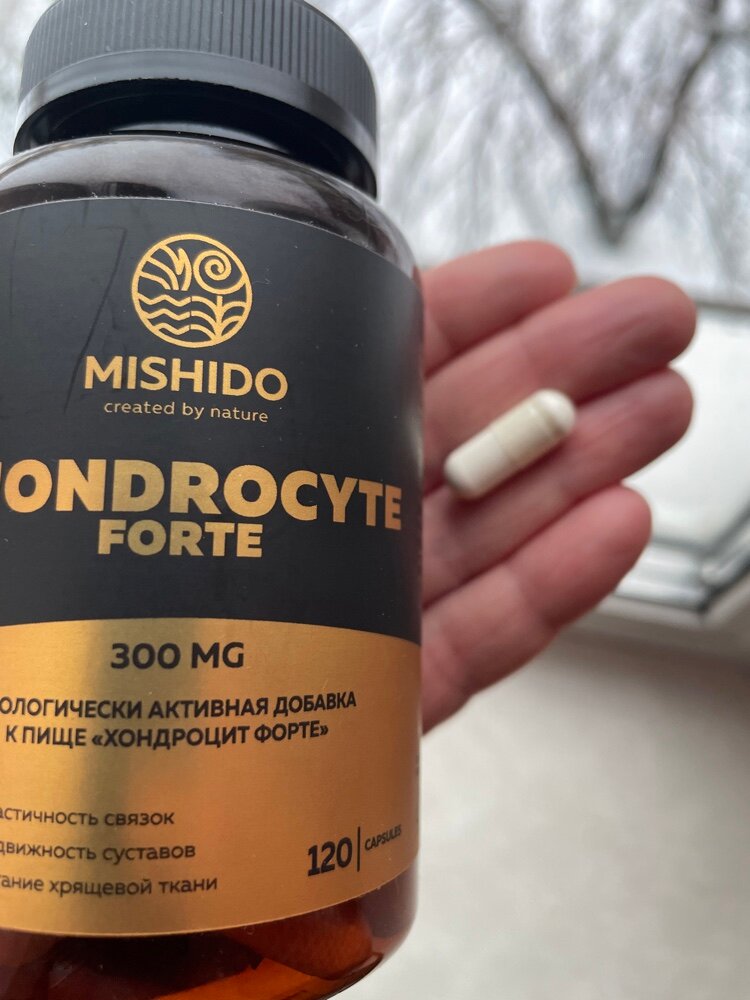 MISHIDO
created by nature
HONDROCYTE
FORTE
300 MG
ОЛОГИЧЕСКИ АКТИВНАЯ ДОБАВКА
К ПИЩЕ «ХОНДРОЦИТ ФОРТЕ»
астичность связок
движность суставов
тание хрящевой ткани
120 CAPSULES